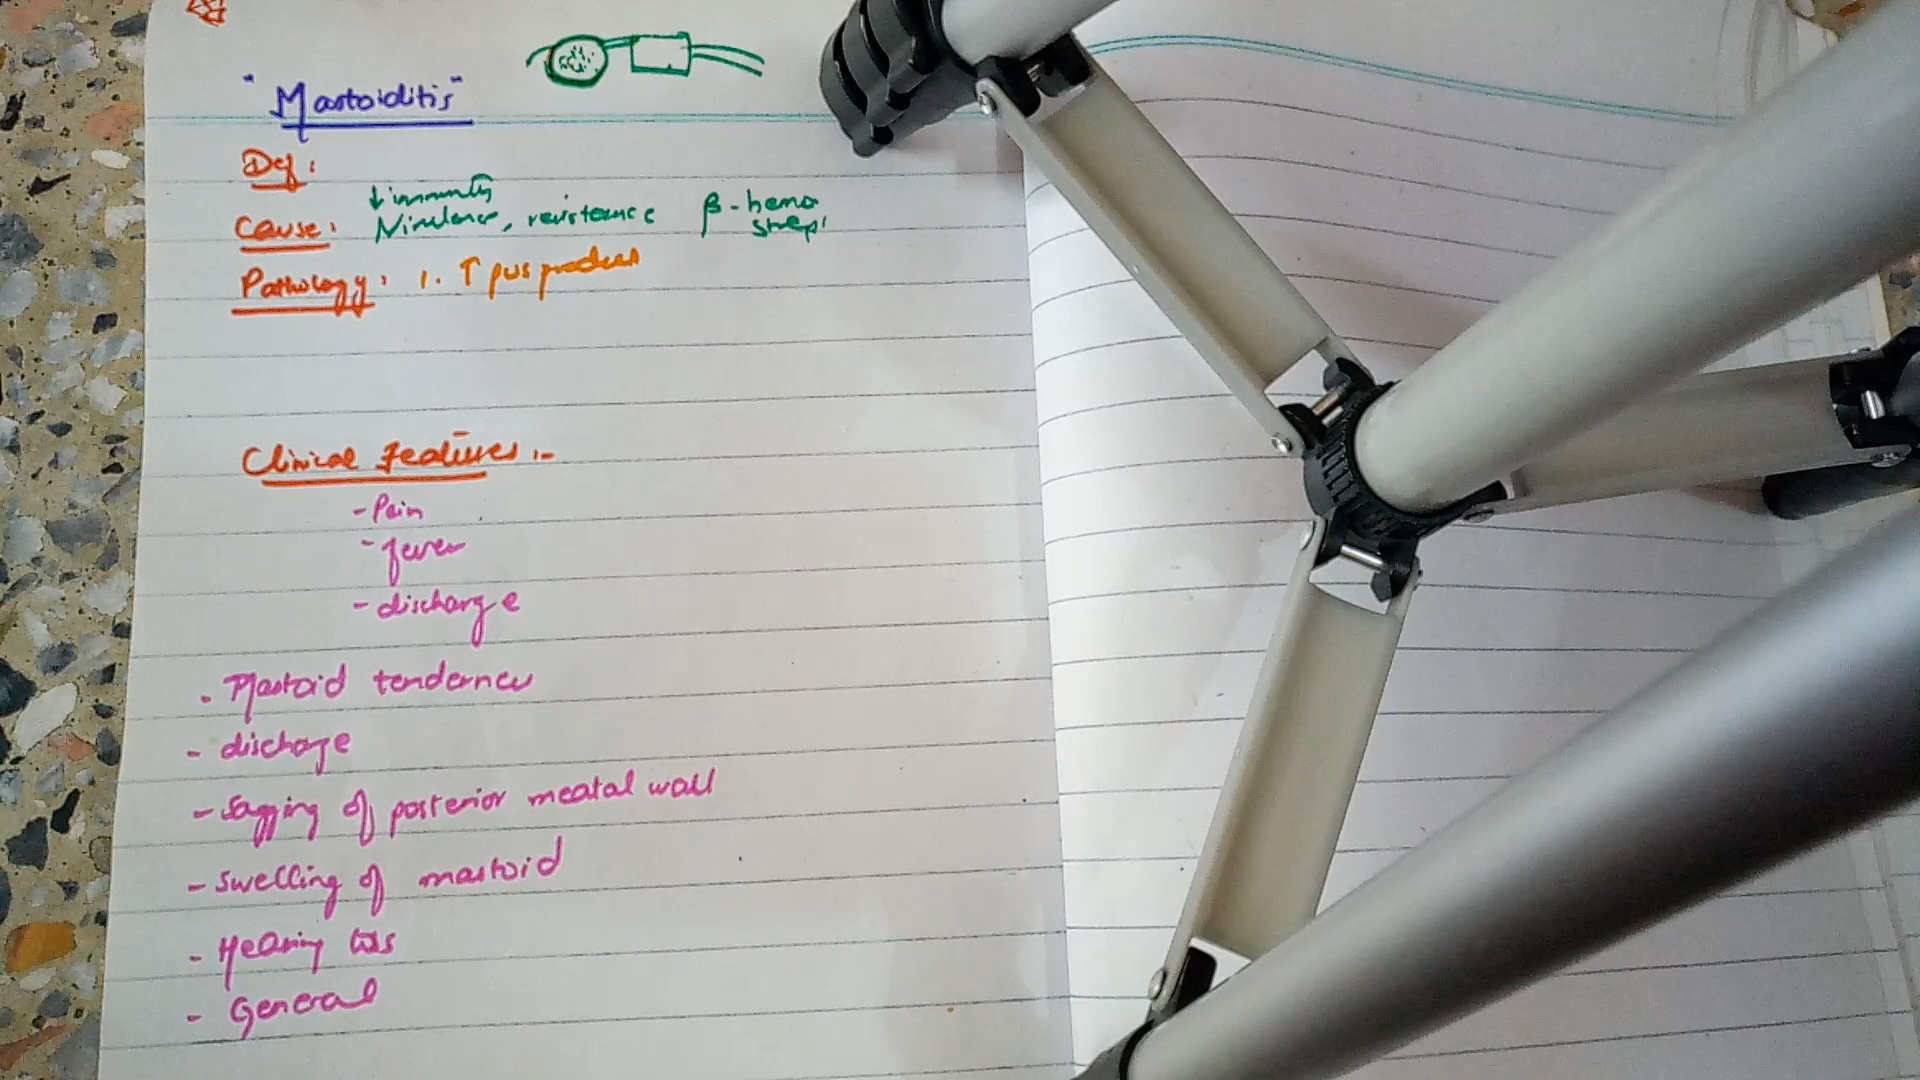 "Mastoiditis"
Def:
↓immunity
Cause: Virulence, resistance β-hemo
strep'
Pathology: 1. ↑ pus product
Clinical Features :-
- Pain
- fever
- discharge
. Mastoid tendernes
- discharge
- Sagging of posterior meatal wall
- Swelling of mastoid
- Hearing loss
- General